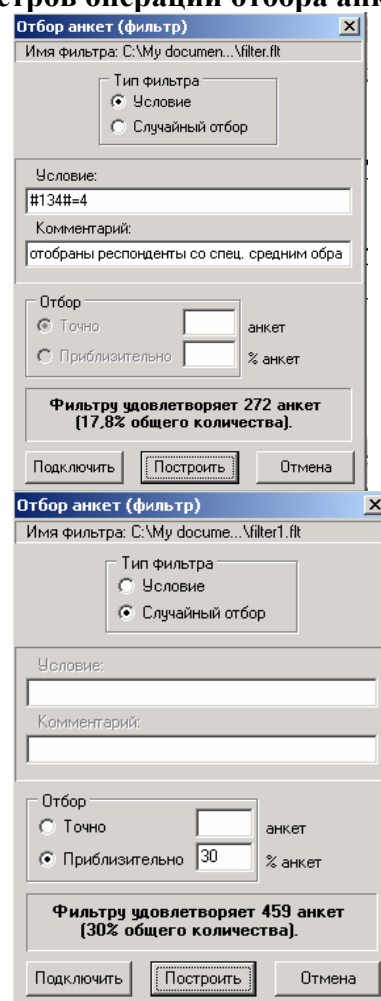 Отбор анкет (фильтр)
Имя фильтра: C:\My documen...\filter.flt
Тип фильтра
Условие
Случайный отбор
Условие:
#134#=4
Комментарий:
отобраны респонденты со спец. средним обра
Отбор
Точно анкет
Приблизительно % анкет
Фильтру удовлетворяет 272 анкет
(17,8% общего количества).
Подключить Построить Отмена
Отбор анкет (фильтр)
Имя фильтра: C:\My docume...\filter1.flt
Тип фильтра
Условие
Случайный отбор
Условие:
Комментарий:
Отбор
Точно анкет
Приблизительно 30 % анкет
Фильтру удовлетворяет 459 анкет
(30% общего количества).
Подключить Построить Отмена